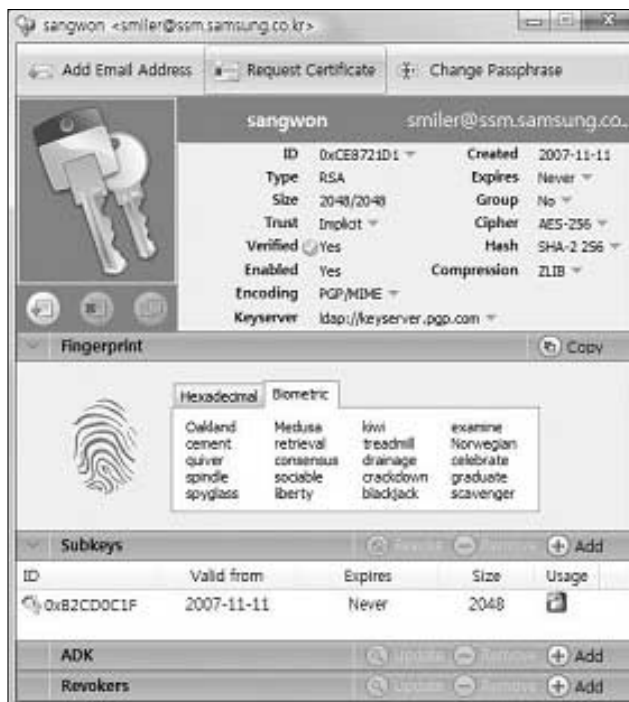 sangwon <smiler@ssm.samsung.co.kr>
Add Email Address Request Certificate Change Passphrase
sangwon smiler@ssm.samsung.co..
ID 0xCE8721D1 Created 2007-11-11
Type RSA Expires Never
Size 2048/2048 Group No
Trust Implicit Cipher AES-256
Verified Yes Hash SHA-2 256
Enabled Yes Compression ZLIB
Encoding PGP/MIME
Keyserver ldap://keyserver.pgp.com
Fingerprint Copy
Hexadecimal Biometric
Oakland Medusa kiwi examine
cement retrieval treadmill Norwegian
quiver consensus drainage celebrate
spindle sociable crackdown graduate
spyglass liberty blackjack scavenger
Subkeys Remove Add
ID Valid from Expires Size Usage
0xB2CD0C1F 2007-11-11 Never 2048
ADK Update Remove Add
Revokers Update Remove Add